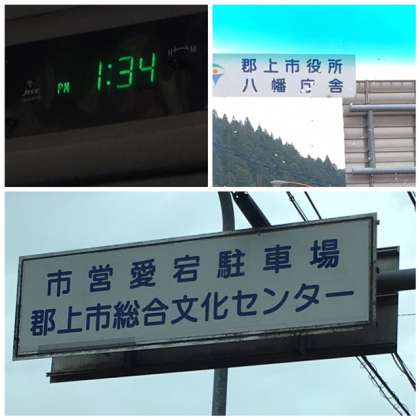 PM 1:34
H M
郡上市役所
八幡庁舎
市営愛宕駐車場
郡上市総合文化センター